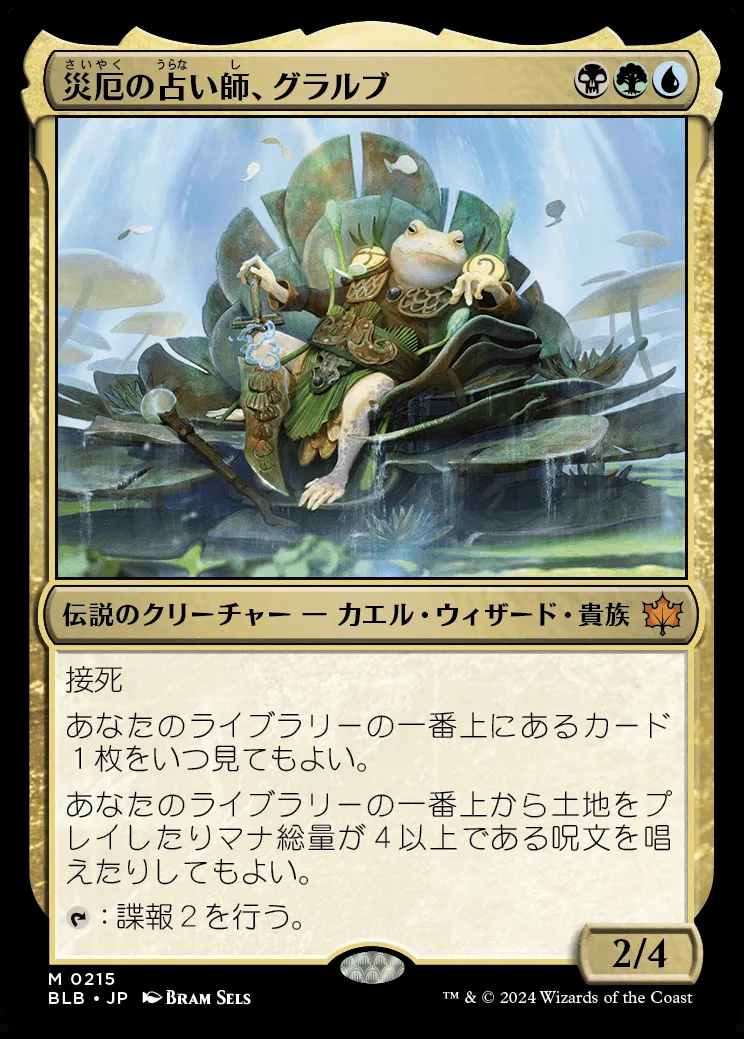 さいやく うらな し
災厄の占い師、グラルブ
伝説のクリーチャー — カエル・ウィザード・貴族
接死
あなたのライブラリーの一番上にあるカード
１枚をいつ見てもよい。
あなたのライブラリーの一番上から土地をプ
レイしたりマナ総量が４以上である呪文を唱
えたりしてもよい。
：諜報２を行う。
2/4
M 0215
BLB • JP BRAM SELS
™ & © 2024 Wizards of the Coast